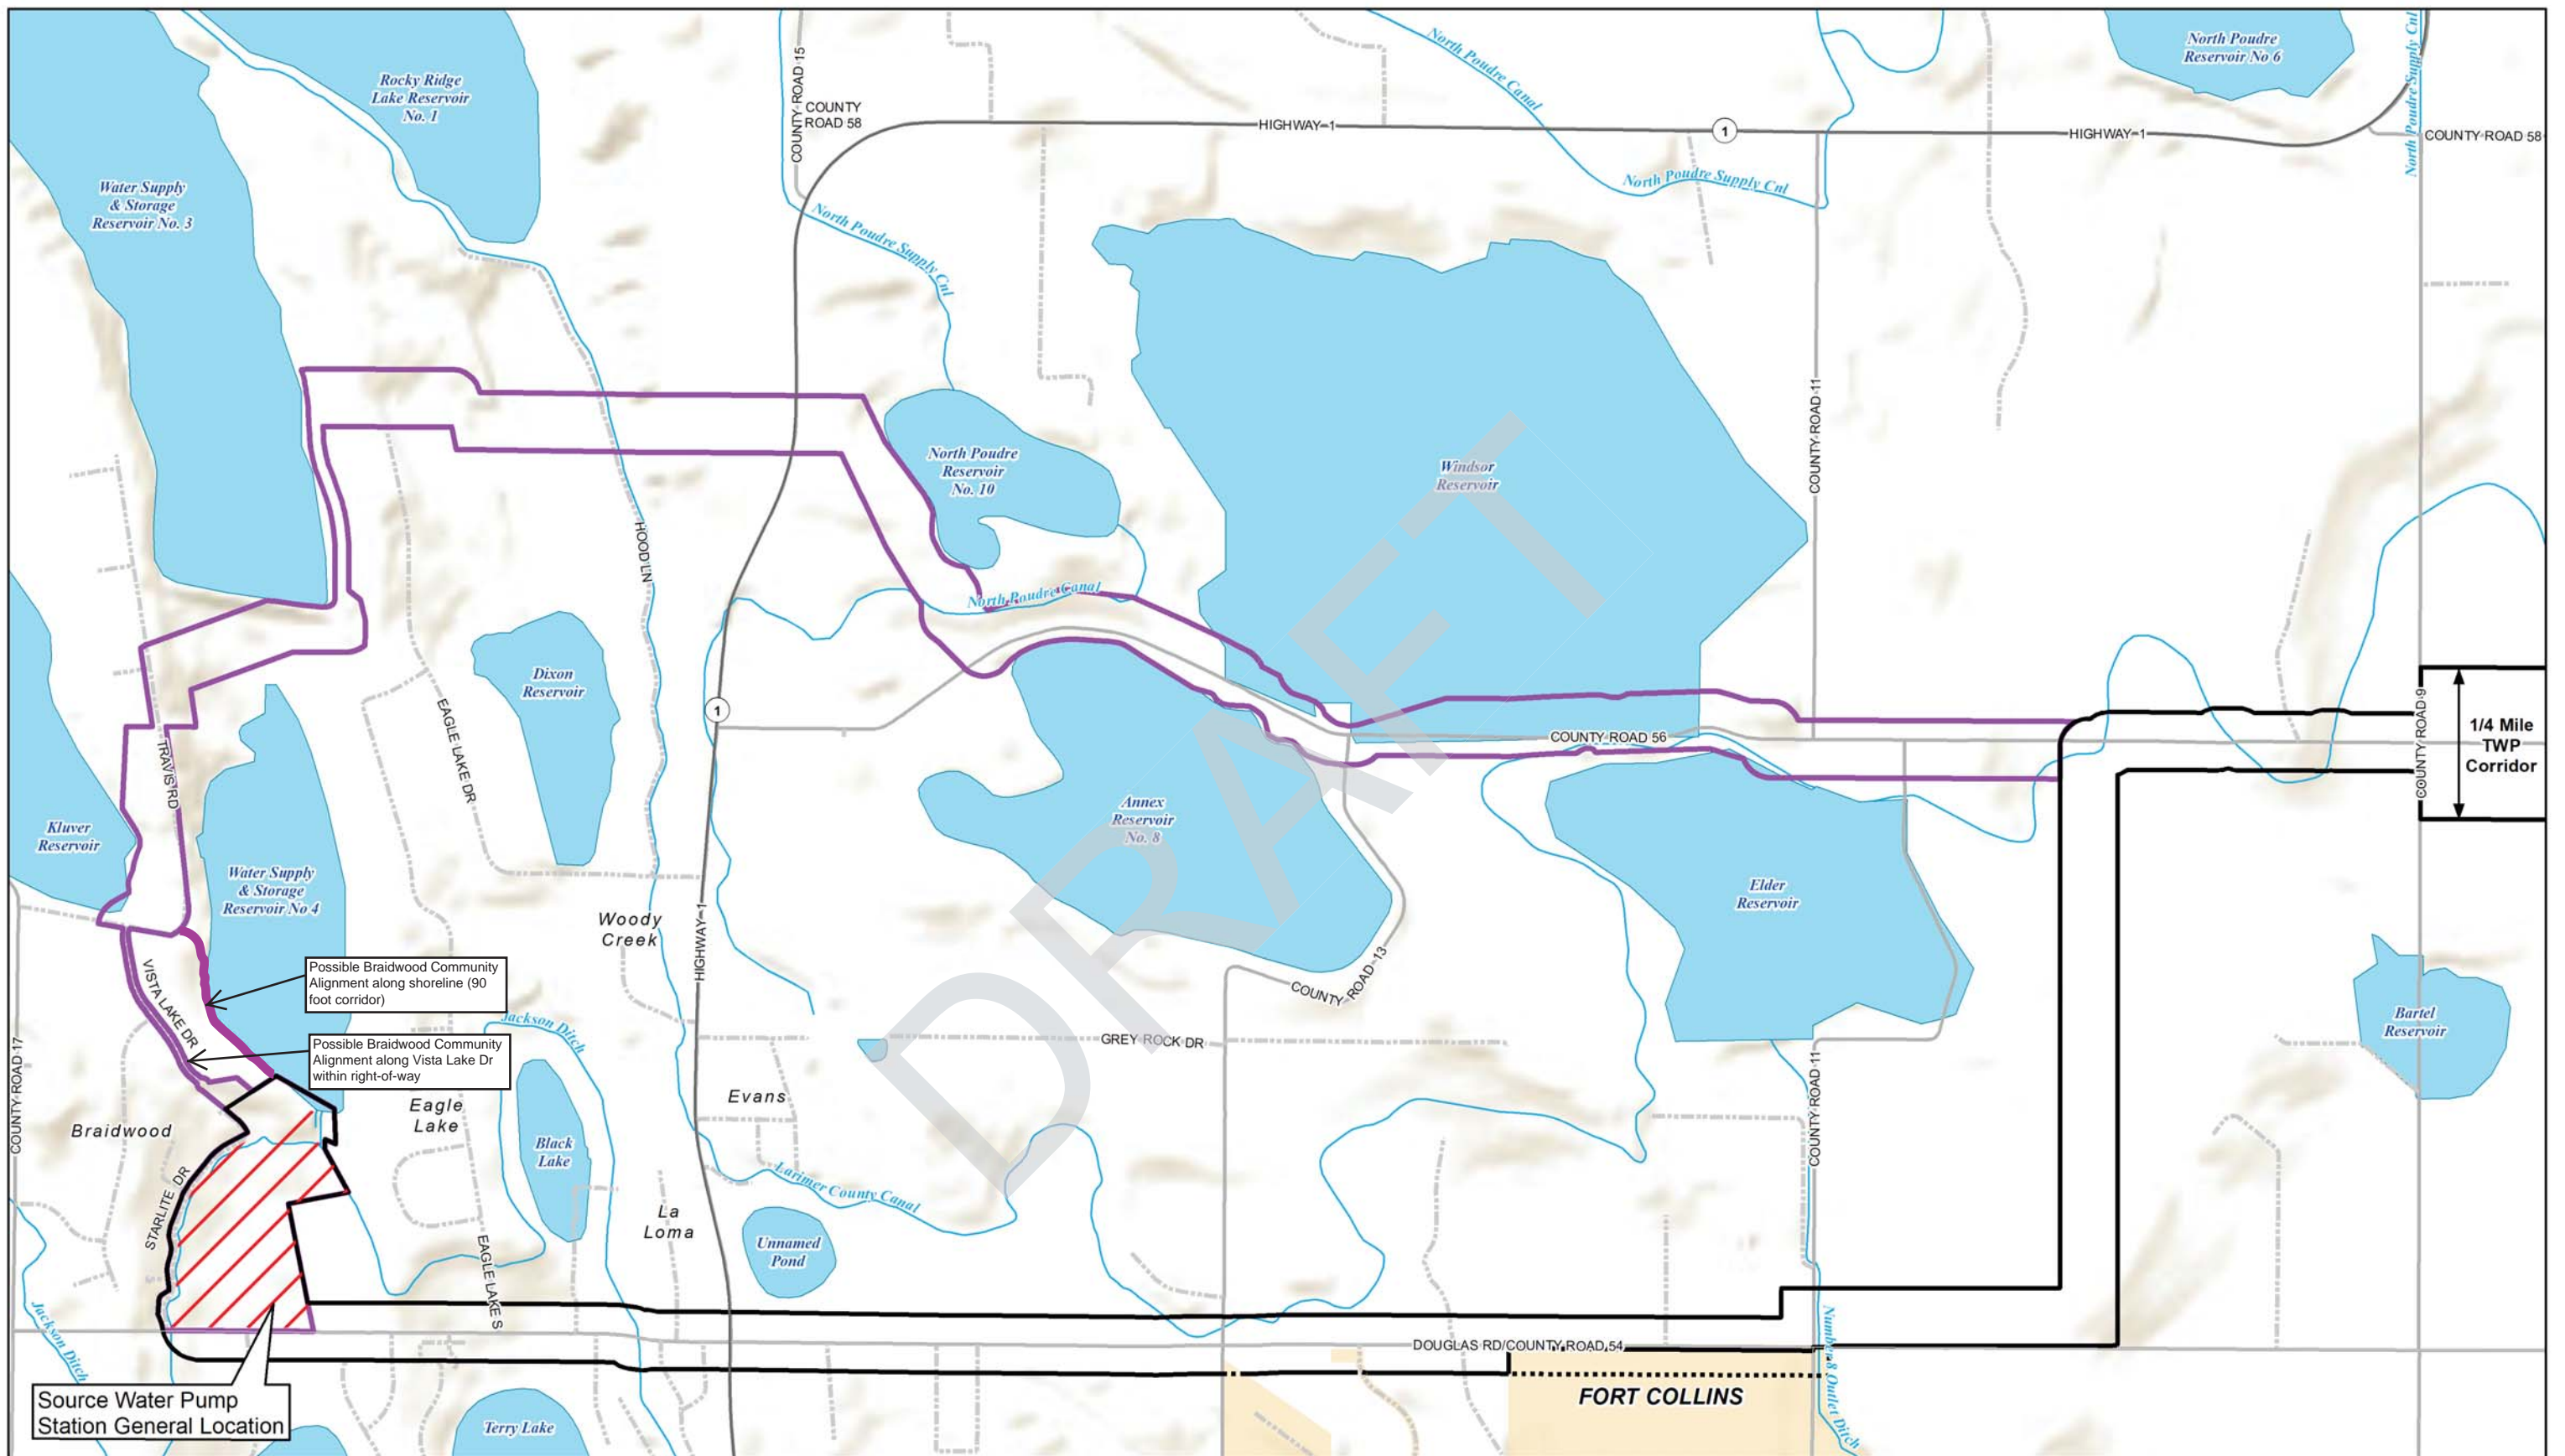 North Poudre
Reservoir No 6
North Poudre Supply Cnl
Rocky Ridge
Lake Reservoir
No. 1
COUNTY ROAD 15
COUNTY
ROAD 58
HIGHWAY 1
1
HIGHWAY 1
COUNTY ROAD 58
North Poudre Canal
North Poudre Supply Cnl
Water Supply
& Storage
Reservoir No. 3
North Poudre Supply Cnl
COUNTY ROAD 11
North Poudre
Reservoir
No. 10
Windsor
Reservoir
HOOD LN
North Poudre Canal
Dixon
Reservoir
1
EAGLE LAKE DR
TRAVIS RD
COUNTY ROAD 56
COUNTY ROAD 9
1/4 Mile
TWP
Corridor
Kluver
Reservoir
Annex
Reservoir
No. 8
Water Supply
& Storage
Reservoir No 4
Elder
Reservoir
Woody
Creek
HIGHWAY 1
DRAFT
VISTA LAKE DR
Possible Braidwood Community
Alignment along shoreline (90
foot corridor)
COUNTY ROAD 13
Bartel
Reservoir
Jackson Ditch
Possible Braidwood Community
Alignment along Vista Lake Dr
within right-of-way
GREY ROCK DR
COUNTY ROAD 17
COUNTY ROAD 11
Evans
Eagle
Lake
Braidwood
Black
Lake
STARLITE DR
Larimer County Canal
La
Loma
Unnamed
Pond
EAGLE LAKE S
Jackson Ditch
Number 8 Outlet Ditch
DOUGLAS RD/COUNTY ROAD 54
FORT COLLINS
Source Water Pump
Station General Location
Terry Lake